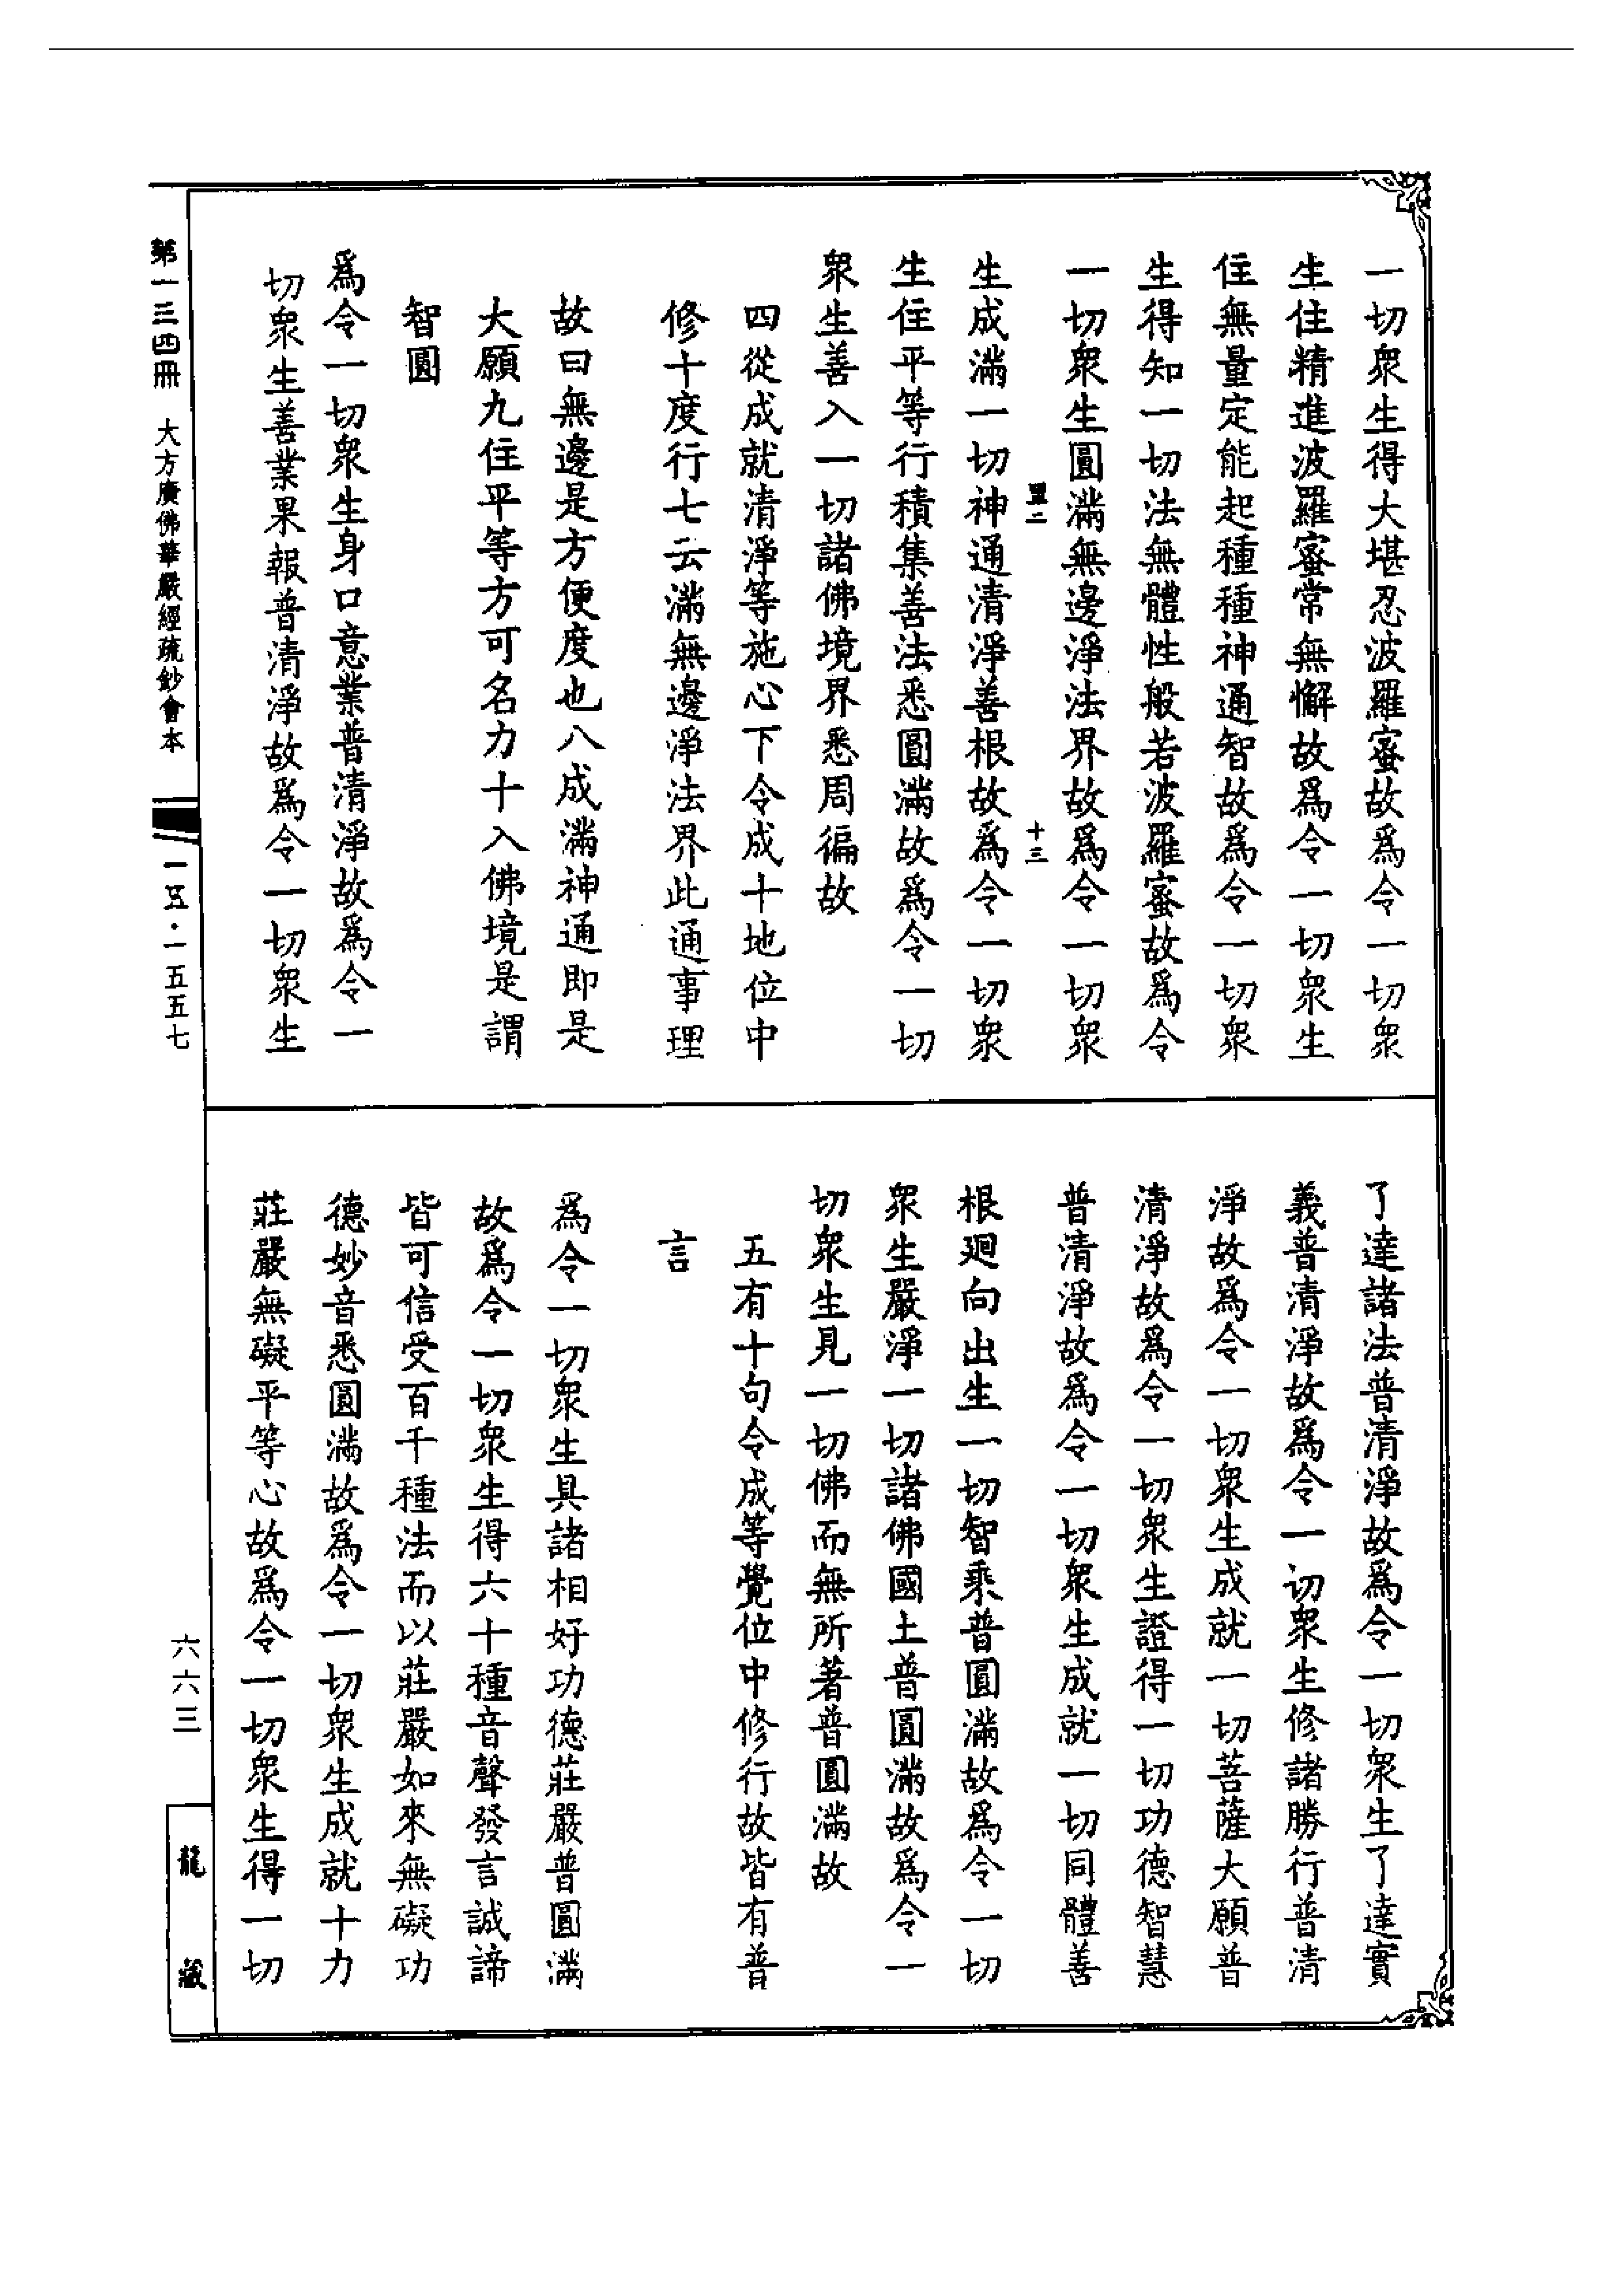 一切衆生得大堪忍波羅蜜故爲令一切衆
生住精進波羅蜜常無懈故爲令一切衆生
住無量定能起種種神通智故爲令一切衆
生得知一切法無體性般若波羅蜜故爲令
一切衆生圓滿無邊淨法界故爲令一切衆
盟二 十三
生成滿一切神通清淨善根故爲令一切衆
生住平等行積集善法悉圓滿故爲令一切
衆生善入一切諸佛境界悉周徧故
四從成就清淨等施心下令成十地位中
修十度行七云滿無邊淨法界此通事理
故曰無邊是方便度也八成滿神通即是
大願九住平等方可名力十入佛境是謂
智圓
爲令一切衆生身口意業普清淨故爲令一
切衆生善業果報普清淨故爲令一切衆生
了達諸法普清淨故爲令一切衆生了達實
義普清淨故爲令一切衆生修諸勝行普清
淨故爲令一切衆生成就一切菩薩大願普
清淨故爲令一切衆生證得一切功德智慧
普清淨故爲令一切衆生成就一切同體善
根廻向出生一切智乘普圓滿故爲令一切
衆生嚴淨一切諸佛國土普圓滿故爲令一
切衆生見一切佛而無所著普圓滿故
五有十句令成等覺位中修行故皆有普
言
爲令一切衆生具諸相好功德莊嚴普圓滿
故爲令一切衆生得六十種音聲發言誠諦
皆可信受百千種法而以莊嚴如來無礙功
德妙音悉圓滿故爲令一切衆生成就十力
莊嚴無礙平等心故爲令一切衆生得一切
第一三四冊 大方廣佛華嚴經疏鈔會本 一五·一五五七
六六三
龍藏